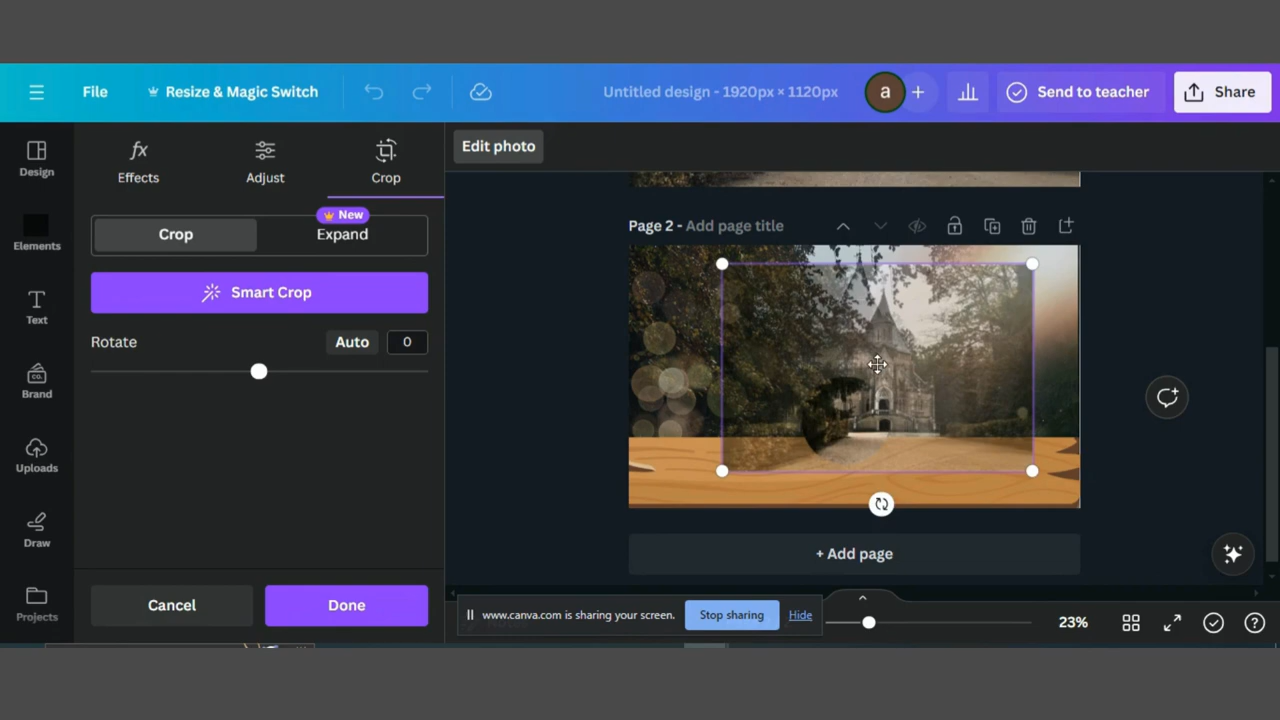 File
Resize & Magic Switch
Untitled design - 1920px × 1120px
a
Send to teacher
Share
Design
Elements
Text
Brand
CO.
Uploads
Draw
Projects
fx
Effects
Adjust
Crop
Edit photo
New
Crop
Expand
Smart Crop
Rotate
Auto
0
Cancel
Done
Page 2 - Add page title
+ Add page
www.canva.com is sharing your screen.
Stop sharing
Hide
23%